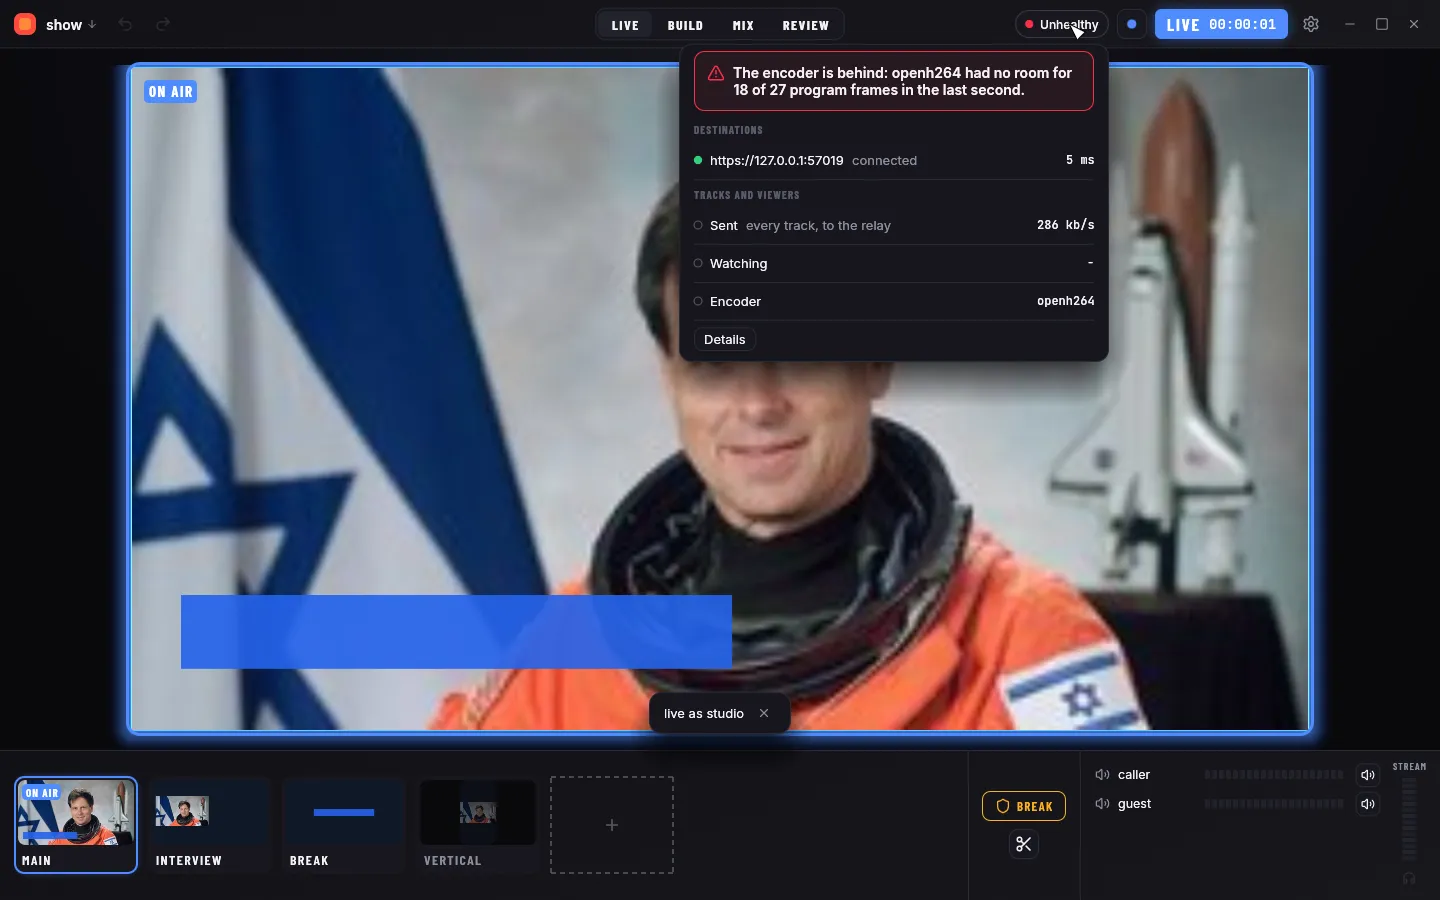 show
LIVE BUILD MIX REVIEW
Unhealthy
LIVE 00:00:01
ON AIR
The encoder is behind: openh264 had no room for
18 of 27 program frames in the last second.
DESTINATIONS
https://127.0.0.1:57019 connected 5 ms
TRACKS AND VIEWERS
Sent every track, to the relay 286 kb/s
Watching -
Encoder openh264
Details
live as studio
ON AIR
MAIN
INTERVIEW
BREAK
VERTICAL
BREAK
caller
guest
STREAM